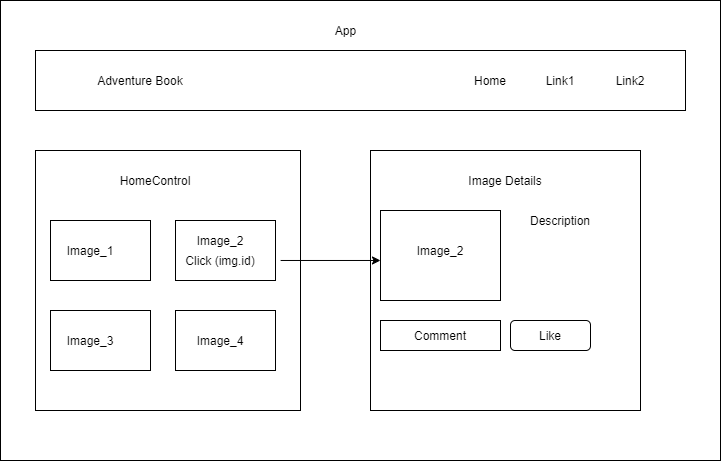 App
Adventure Book
Home
Link1
Link2
HomeControl
Image_1
Image_2
Click (img.id)
Image_3
Image_4
Image Details
Image_2
Description
Comment
Like